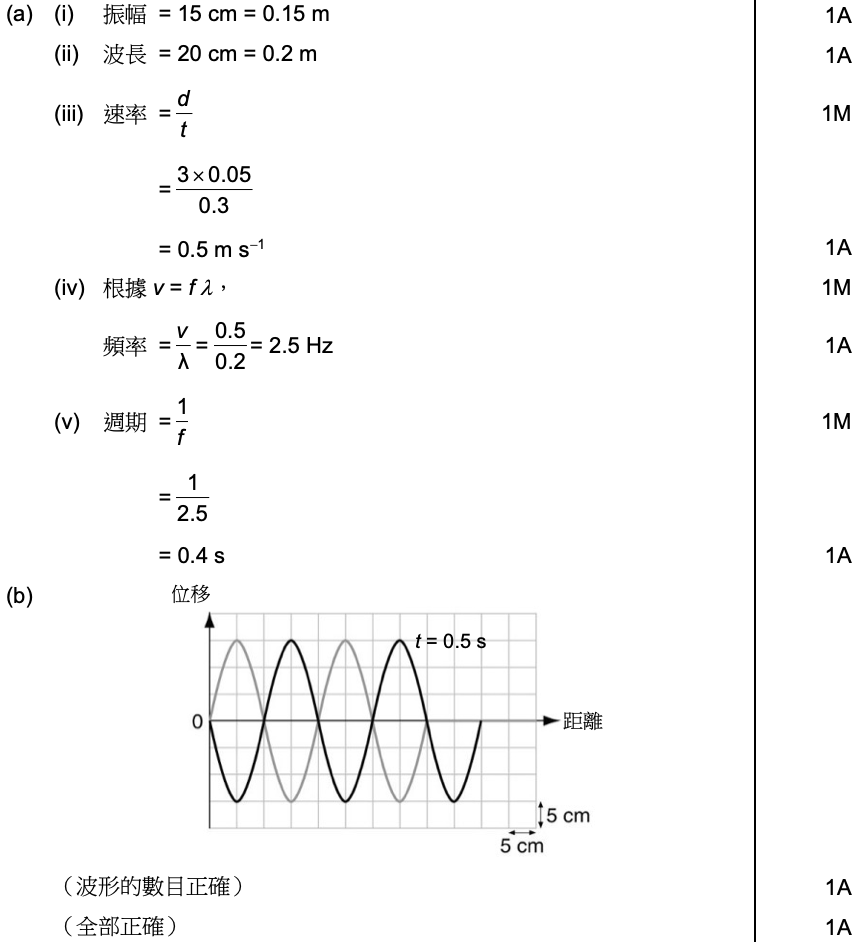 (a) (i) 振幅 = 15 cm = 0.15 m 1A
(ii) 波長 = 20 cm = 0.2 m 1A
(iii) 速率 = d/t 1M
= 3 × 0.05/0.3
= 0.5 m s⁻¹ 1A
(iv) 根據 v = f λ， 1M
頻率 = v/λ = 0.5/0.2 = 2.5 Hz 1A
(v) 週期 = 1/f 1M
= 1/2.5
= 0.4 s 1A
(b) 位移
t = 0.5 s
0 距離
5 cm
5 cm
（波形的數目正確） 1A
（全部正確） 1A